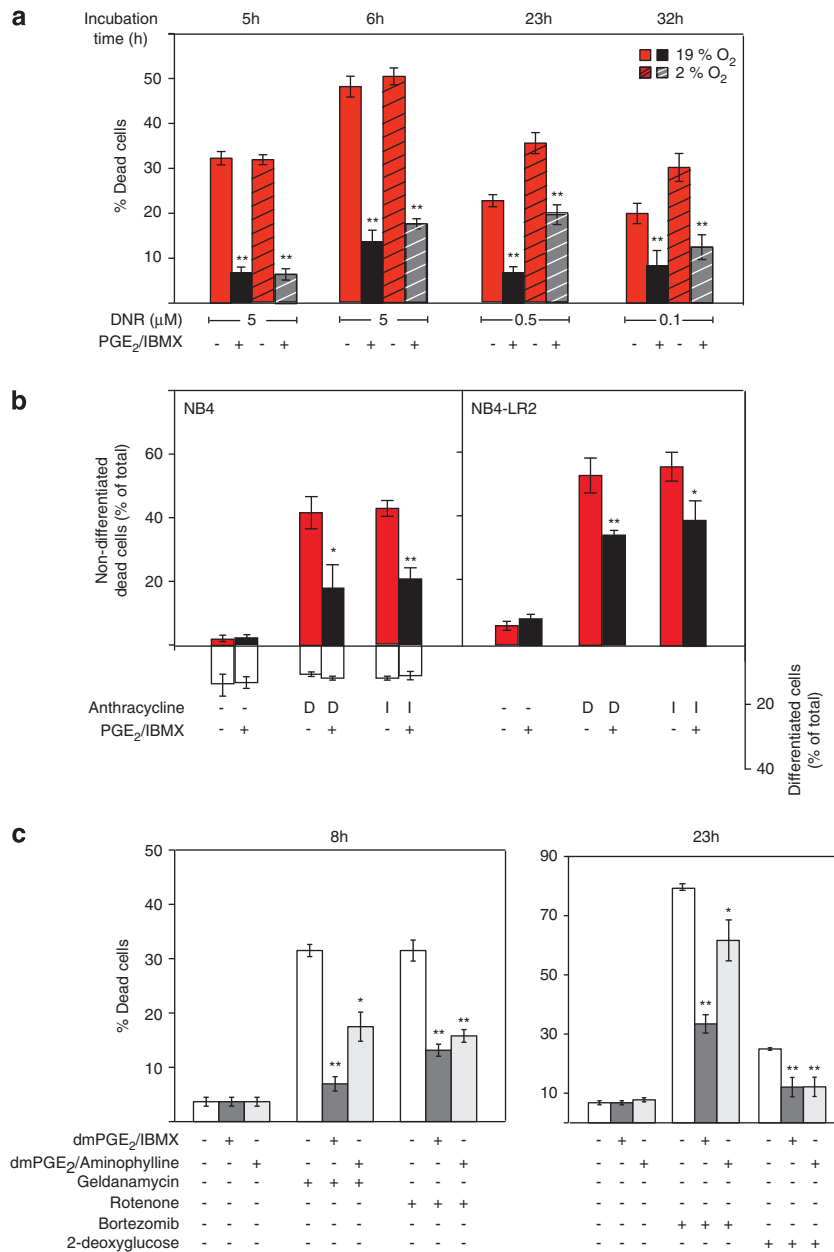 a
Incubation time (h) 5h 6h 23h 32h
19 % O2
2 % O2
% Dead cells
50
40
30
20
10
** ** ** ** ** ** ** **
DNR (µM) 5 5 0.5 0.1
PGE2/IBMX - + - + - + - + - + - + - + - +
b
NB4 NB4-LR2
Non-differentiated dead cells (% of total)
60
40
20
* ** ** *
Anthracycline - - D D I I - - D D I I
PGE2/IBMX - + - + - + - + - + - +
20
40
Differentiated cells (% of total)
c
8h 23h
% Dead cells
50
40
30
20
10
** * ** **
90
70
50
30
10
** * ** **
dmPGE2/IBMX - + - - + - - + - - + - - + - - + -
dmPGE2/Aminophylline - - + - - + - - + - - + - - + - - +
Geldanamycin - - - + + + - - - - - - - - - - - -
Rotenone - - - - - - + + + - - - - - - - - -
Bortezomib - - - - - - - - - - - - + + + - - -
2-deoxyglucose - - - - - - - - - - - - - - - + + +